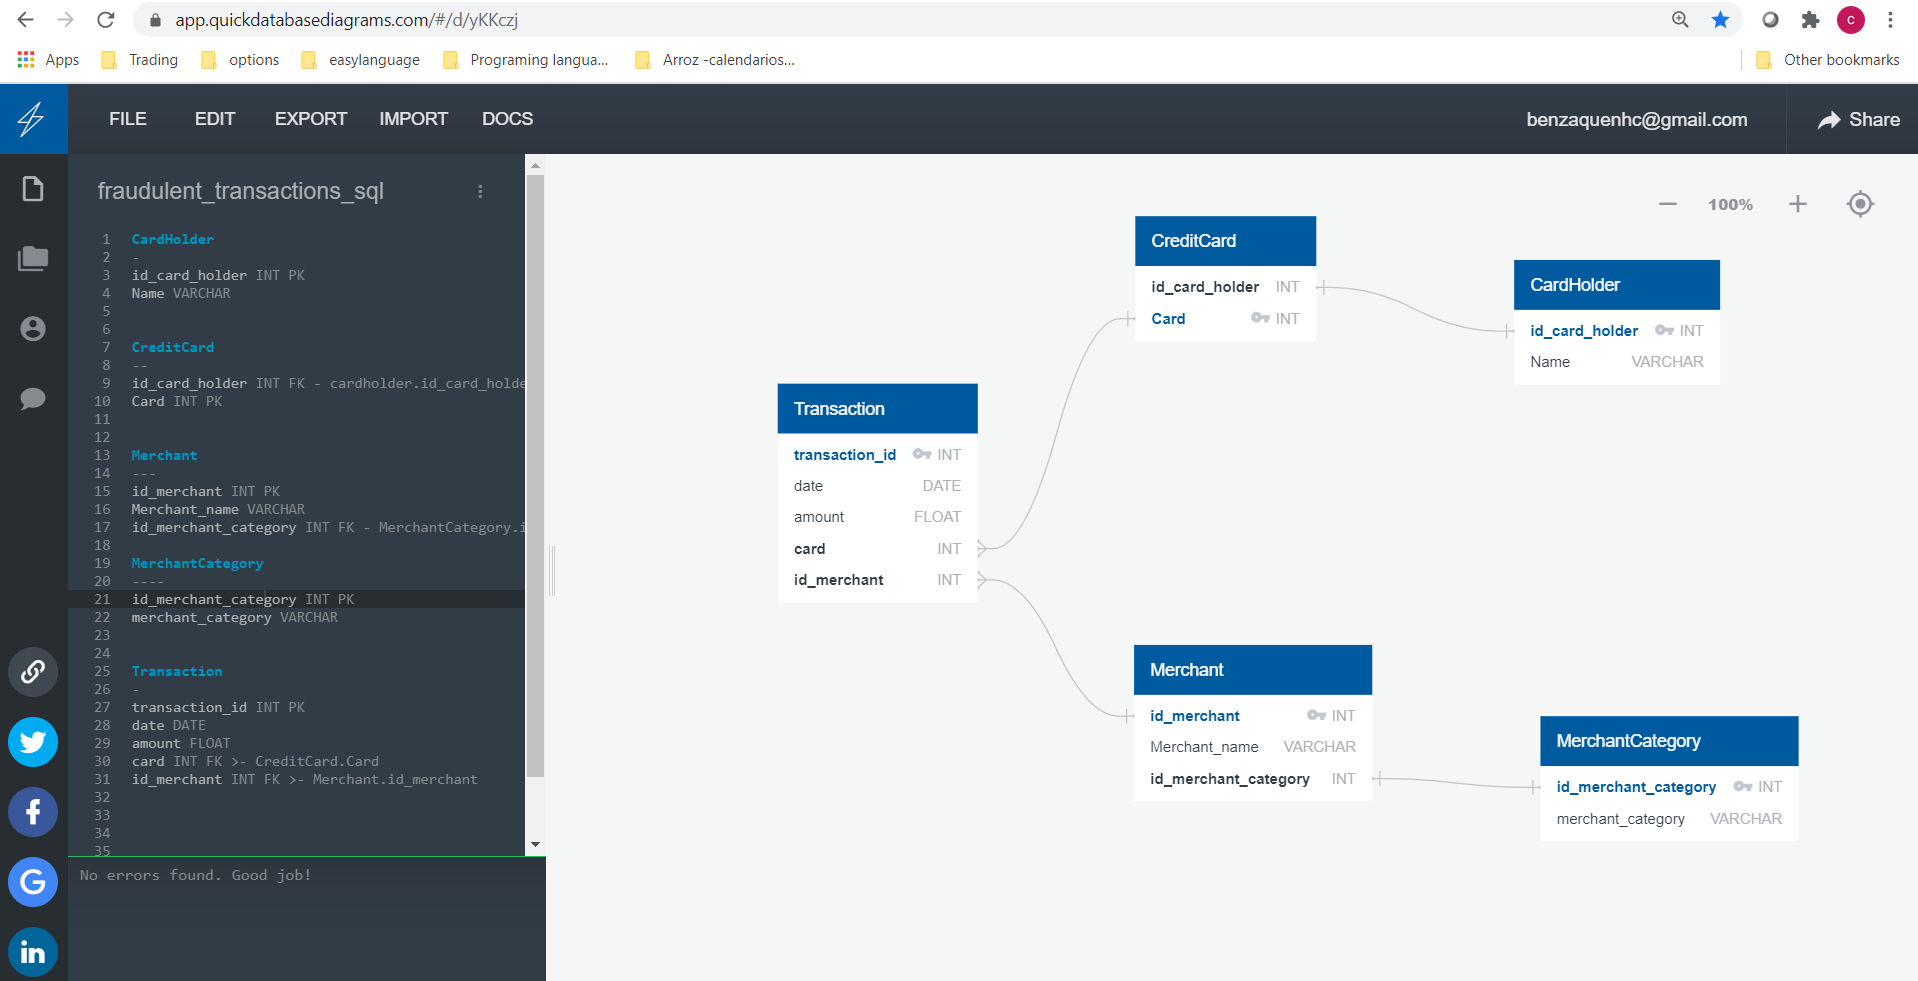 app.quickdatabasediagrams.com/#/d/yKKczj
C
Apps Trading options easylanguage Programing langua... Arroz -calendarios... Other bookmarks
FILE EDIT EXPORT IMPORT DOCS benzaquenhc@gmail.com Share
fraudulent_transactions_sql
1 CardHolder
2 -
3 id_card_holder INT PK
4 Name VARCHAR
5
6
7 CreditCard
8 --
9 id_card_holder INT FK - cardholder.id_card_holde
10 Card INT PK
11
12
13 Merchant
14 ---
15 id_merchant INT PK
16 Merchant_name VARCHAR
17 id_merchant_category INT FK - MerchantCategory.i
18
19 MerchantCategory
20 ----
21 id_merchant_category INT PK
22 merchant_category VARCHAR
23
24
25 Transaction
26 -
27 transaction_id INT PK
28 date DATE
29 amount FLOAT
30 card INT FK >- CreditCard.Card
31 id_merchant INT FK >- Merchant.id_merchant
32
33
34
35
No errors found. Good job!
100%
CreditCard
id_card_holder INT
Card INT
CardHolder
id_card_holder INT
Name VARCHAR
Transaction
transaction_id INT
date DATE
amount FLOAT
card INT
id_merchant INT
Merchant
id_merchant INT
Merchant_name VARCHAR
id_merchant_category INT
MerchantCategory
id_merchant_category INT
merchant_category VARCHAR
f
G
in